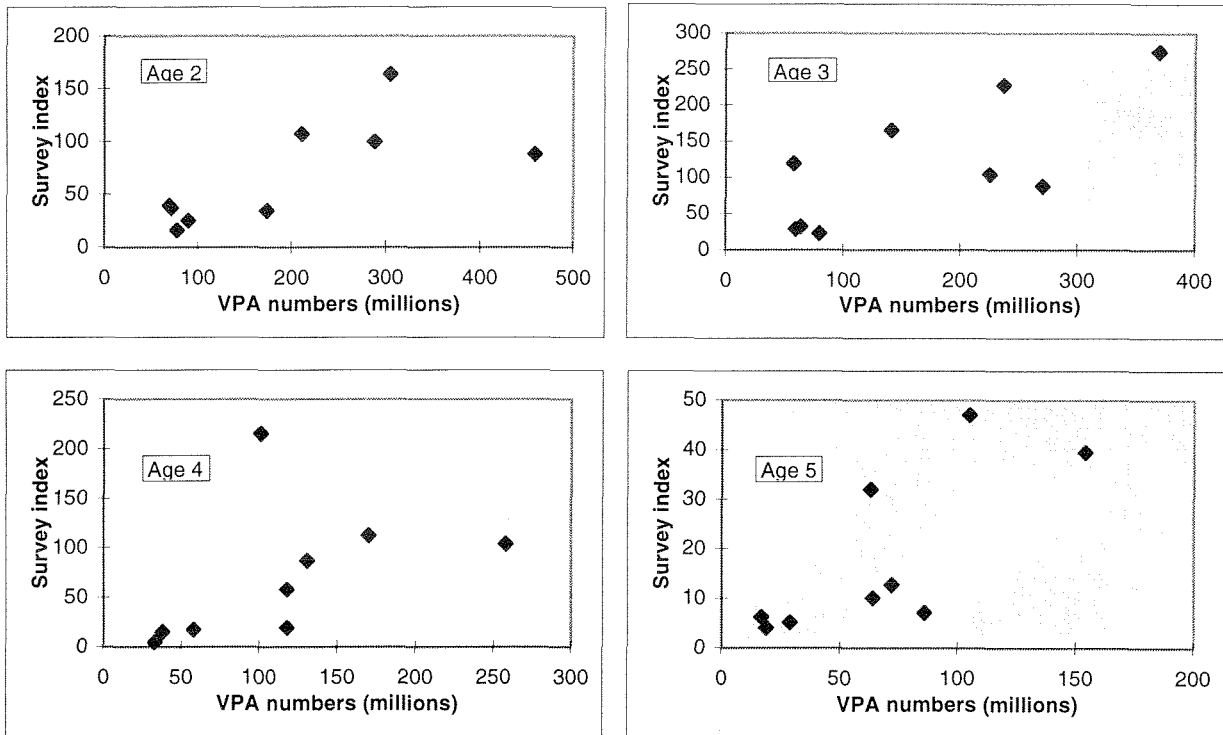 200
150
100
50
0
Survey index
Age 2
0 100 200 300 400 500
VPA numbers (millions)
300
250
200
150
100
50
0
Survey index
Age 3
0 100 200 300 400
VPA numbers (millions)
250
200
150
100
50
0
Survey index
Age 4
0 50 100 150 200 250 300
VPA numbers (millions)
50
40
30
20
10
0
Survey index
Age 5
0 50 100 150 200
VPA numbers (millions)